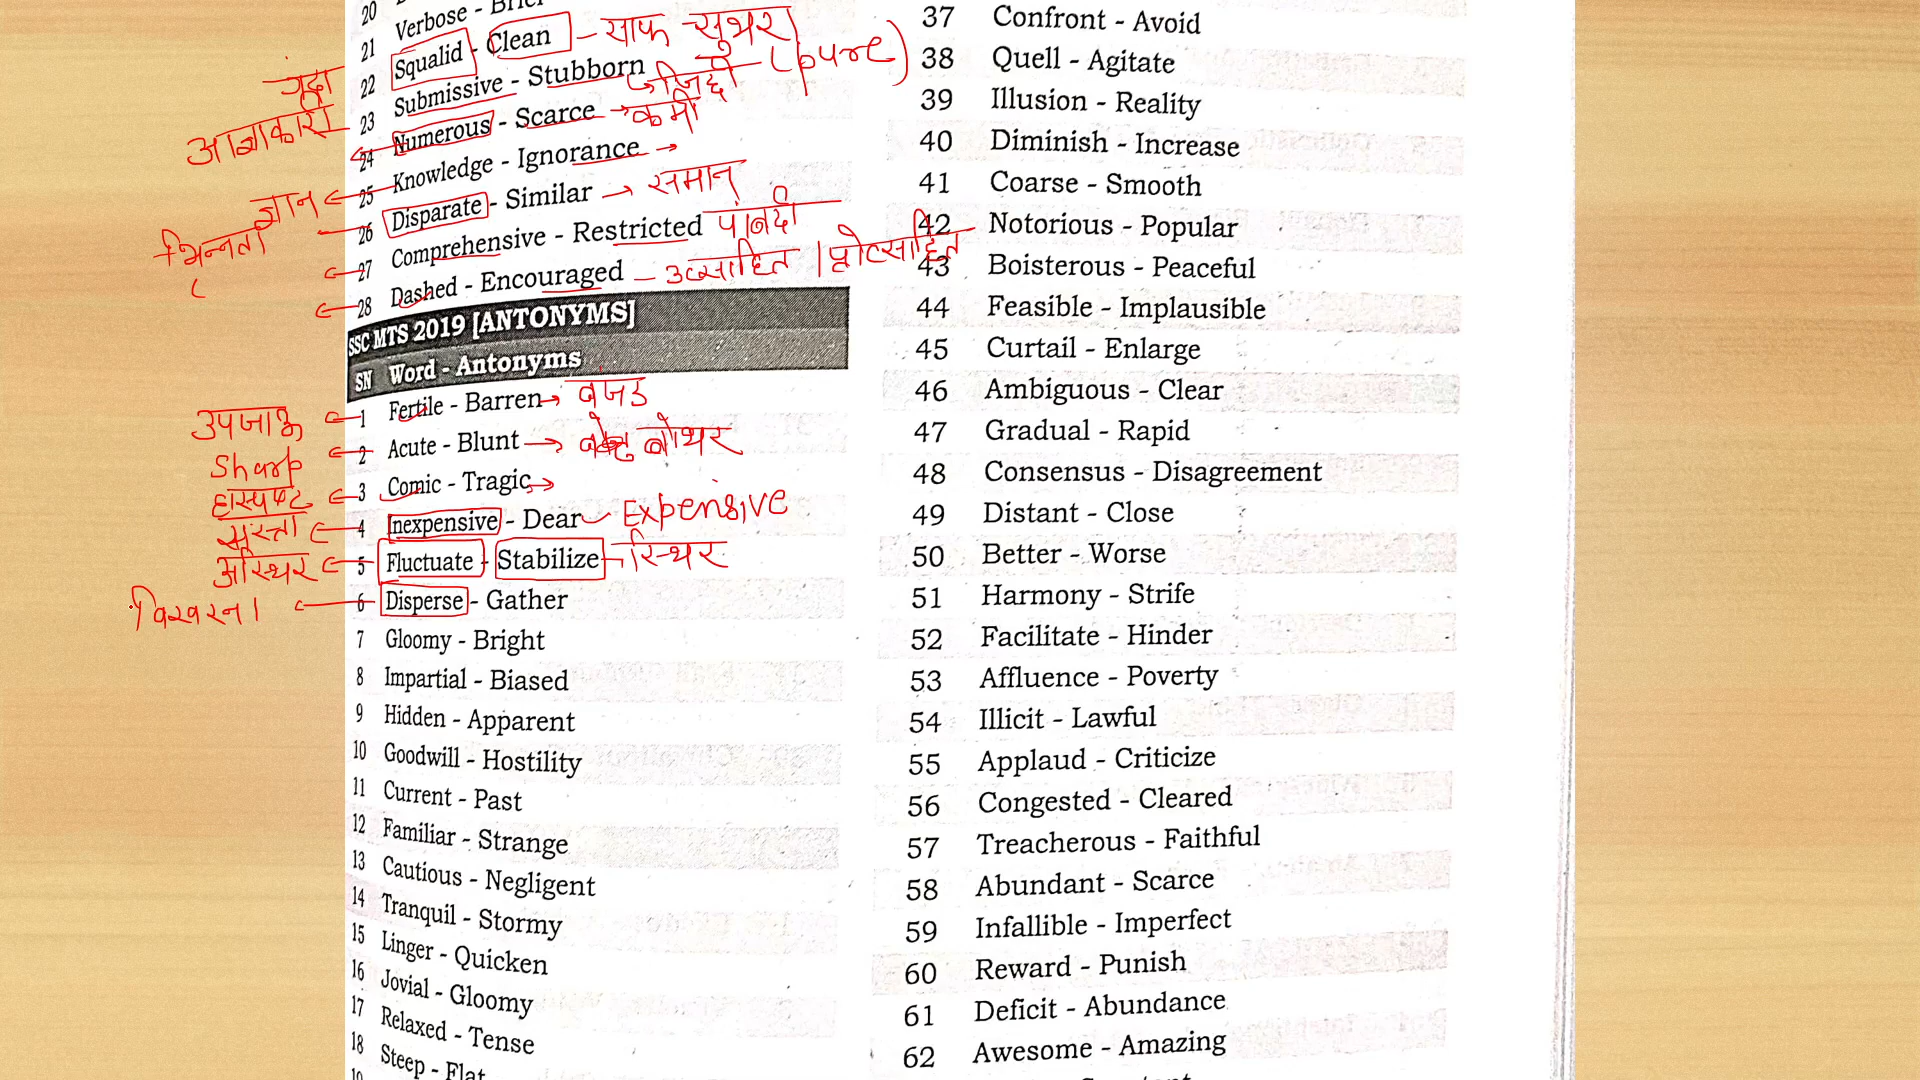 20
21 Verbose - Brief
22 Squalid - Clean - साफ सुथर (pure)
गंदा
23 Submissive - Stubborn जिद्दी
आज्ञाकारी
24 Numerous - Scarce → कमी
25 Knowledge - Ignorance →
ज्ञान
26 Disparate - Similar → समान
भिन्नता
27 Comprehensive - Restricted पांबदी
28 Dashed - Encouraged - उत्साहित | प्रोत्साहित
SSC MTS 2019 [ANTONYMS]
SN Word - Antonyms
उपजाऊ 1 Fertile - Barren → बंजड
Sharp 2 Acute - Blunt → बोथर
3 Comic - Tragic →
सस्ता 4 Inexpensive - Dear Expensive
अस्थिर 5 Fluctuate - Stabilize स्थिर
बिखरना 6 Disperse - Gather
7 Gloomy - Bright
8 Impartial - Biased
9 Hidden - Apparent
10 Goodwill - Hostility
11 Current - Past
12 Familiar - Strange
13 Cautious - Negligent
14 Tranquil - Stormy
15 Linger - Quicken
16 Jovial - Gloomy
17 Relaxed - Tense
18 Steep - Flat
37 Confront - Avoid
38 Quell - Agitate
39 Illusion - Reality
40 Diminish - Increase
41 Coarse - Smooth
42 Notorious - Popular
43 Boisterous - Peaceful
44 Feasible - Implausible
45 Curtail - Enlarge
46 Ambiguous - Clear
47 Gradual - Rapid
48 Consensus - Disagreement
49 Distant - Close
50 Better - Worse
51 Harmony - Strife
52 Facilitate - Hinder
53 Affluence - Poverty
54 Illicit - Lawful
55 Applaud - Criticize
56 Congested - Cleared
57 Treacherous - Faithful
58 Abundant - Scarce
59 Infallible - Imperfect
60 Reward - Punish
61 Deficit - Abundance
62 Awesome - Amazing